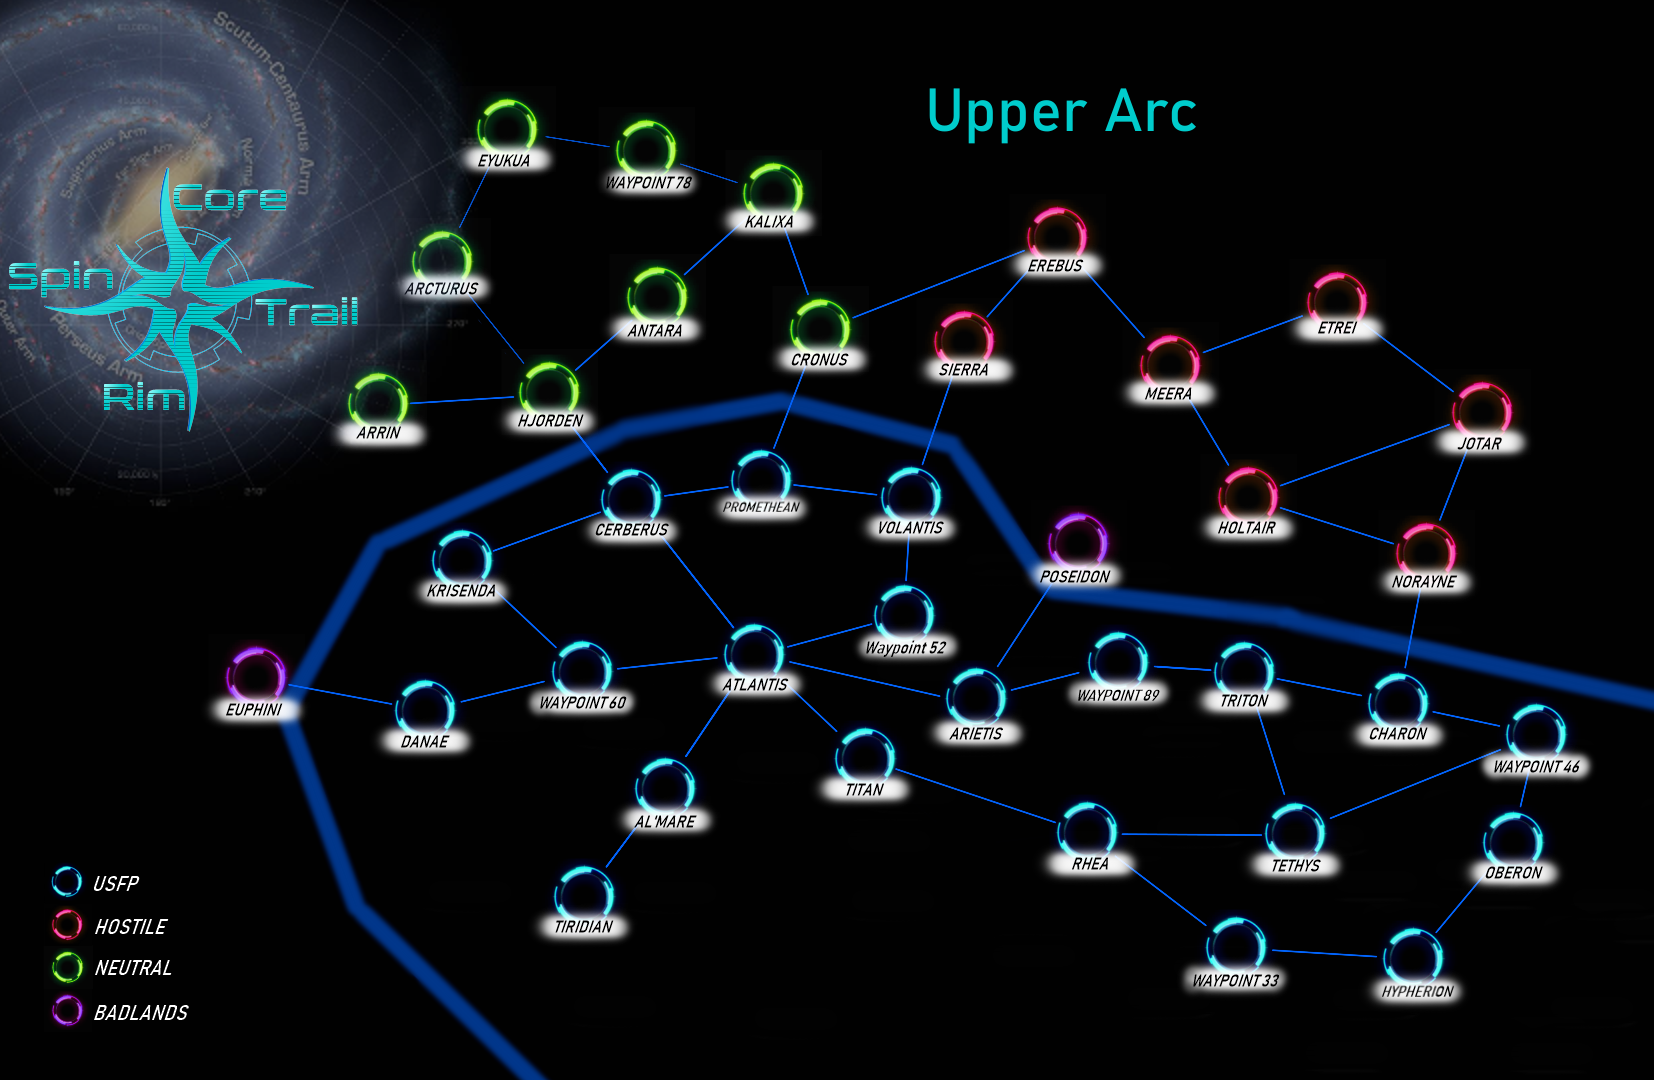 Scutum-Centaurus Arm
Sagittarius Arm
Perseus Arm
Outer Arm
Upper Arc
Core
Spin
Trail
Rim
EYUKUA
WAYPOINT 78
KALIXA
ARCTURUS
ANTARA
CRONUS
EREBUS
SIERRA
ETREI
MEERA
ARRIN
HJORDEN
JOTAR
CERBERUS
PROMETHEAN
VOLANTIS
HOLTAIR
KRISENDA
POSEIDON
NORAYNE
Waypoint 52
EUPHINI
DANAE
WAYPOINT 60
ATLANTIS
ARIETIS
WAYPOINT 89
TRITON
CHARON
WAYPOINT 46
AL'MARE
TITAN
RHEA
TETHYS
OBERON
TIRIDIAN
WAYPOINT 33
HYPHERION
USFP
HOSTILE
NEUTRAL
BADLANDS